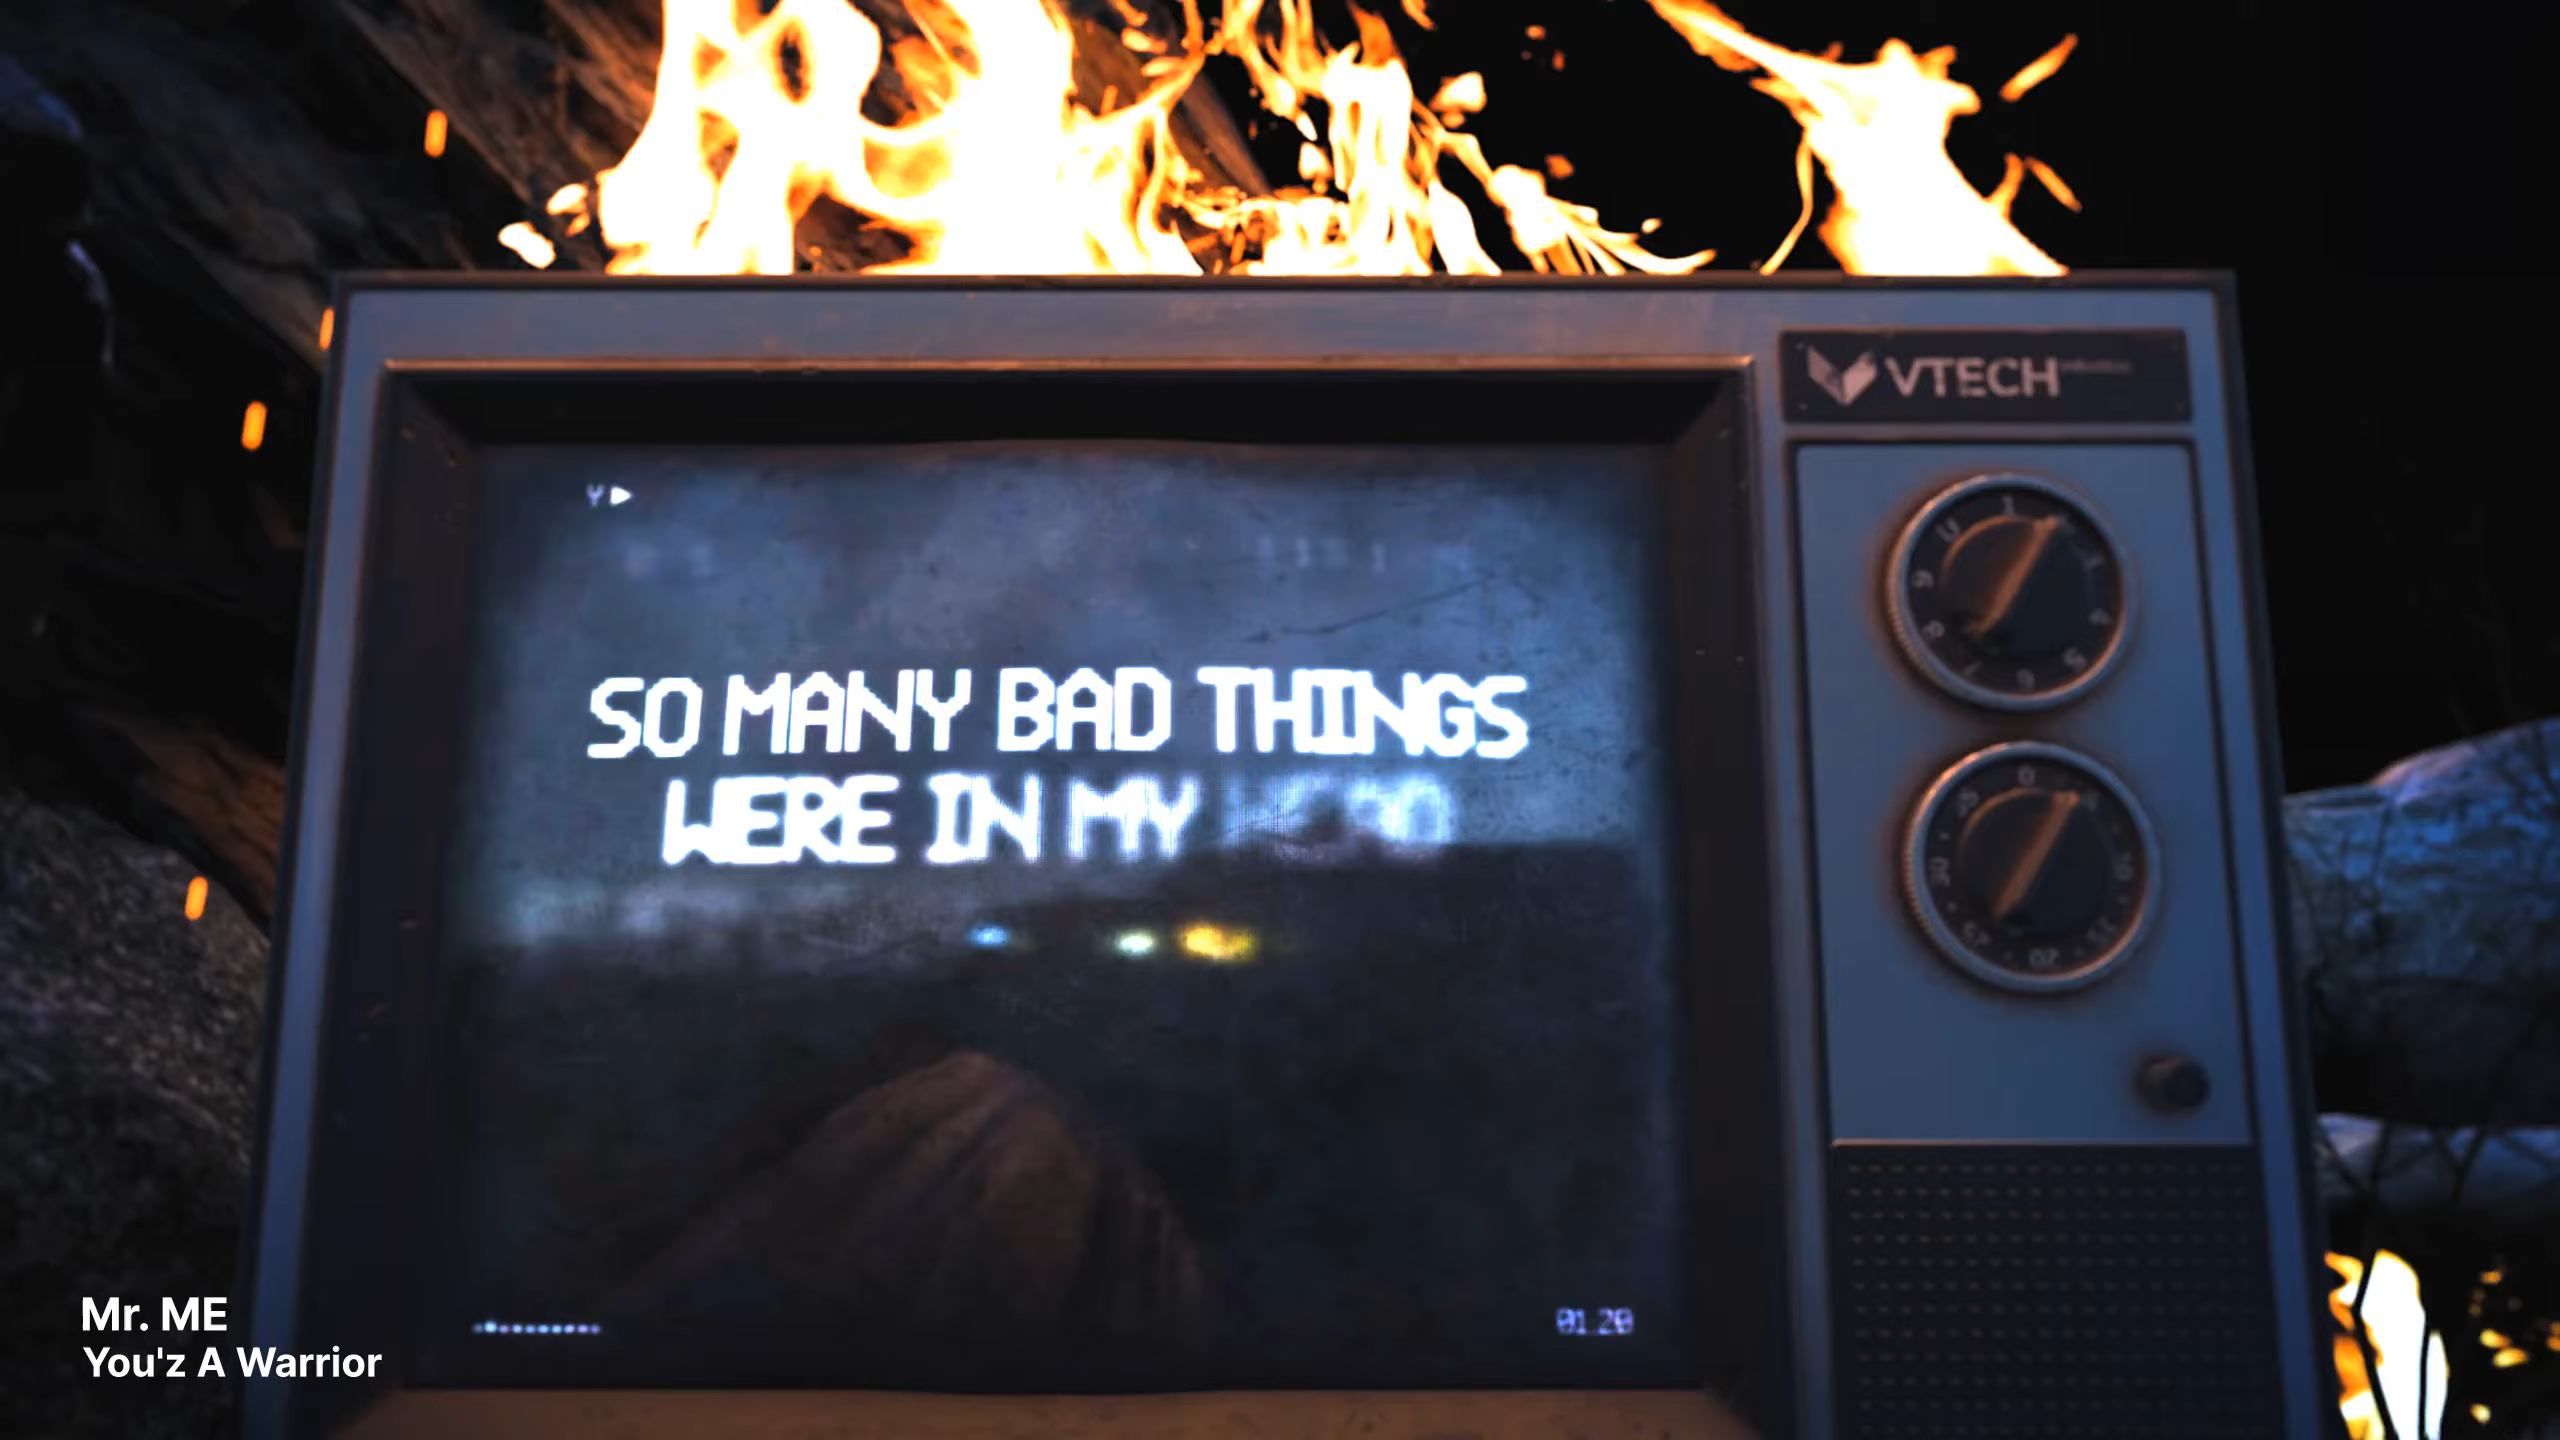 VTECH
SO MANY BAD THINGS
WERE IN MY
01:20
Mr. ME
You'z A Warrior